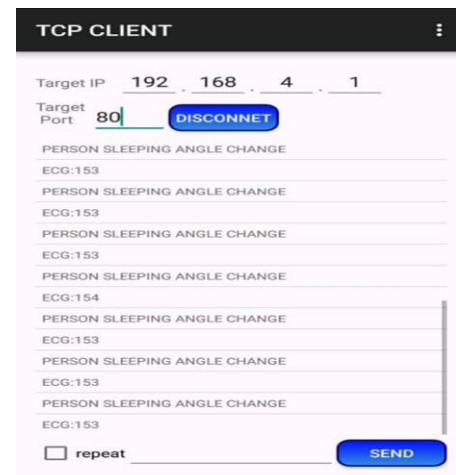 TCP CLIENT
Target IP 192 . 168 . 4 . 1
Target Port 80 DISCONNET
PERSON SLEEPING ANGLE CHANGE
ECG:153
PERSON SLEEPING ANGLE CHANGE
ECG:153
PERSON SLEEPING ANGLE CHANGE
ECG:153
PERSON SLEEPING ANGLE CHANGE
ECG:154
PERSON SLEEPING ANGLE CHANGE
ECG:153
PERSON SLEEPING ANGLE CHANGE
ECG:153
PERSON SLEEPING ANGLE CHANGE
ECG:153
repeat SEND